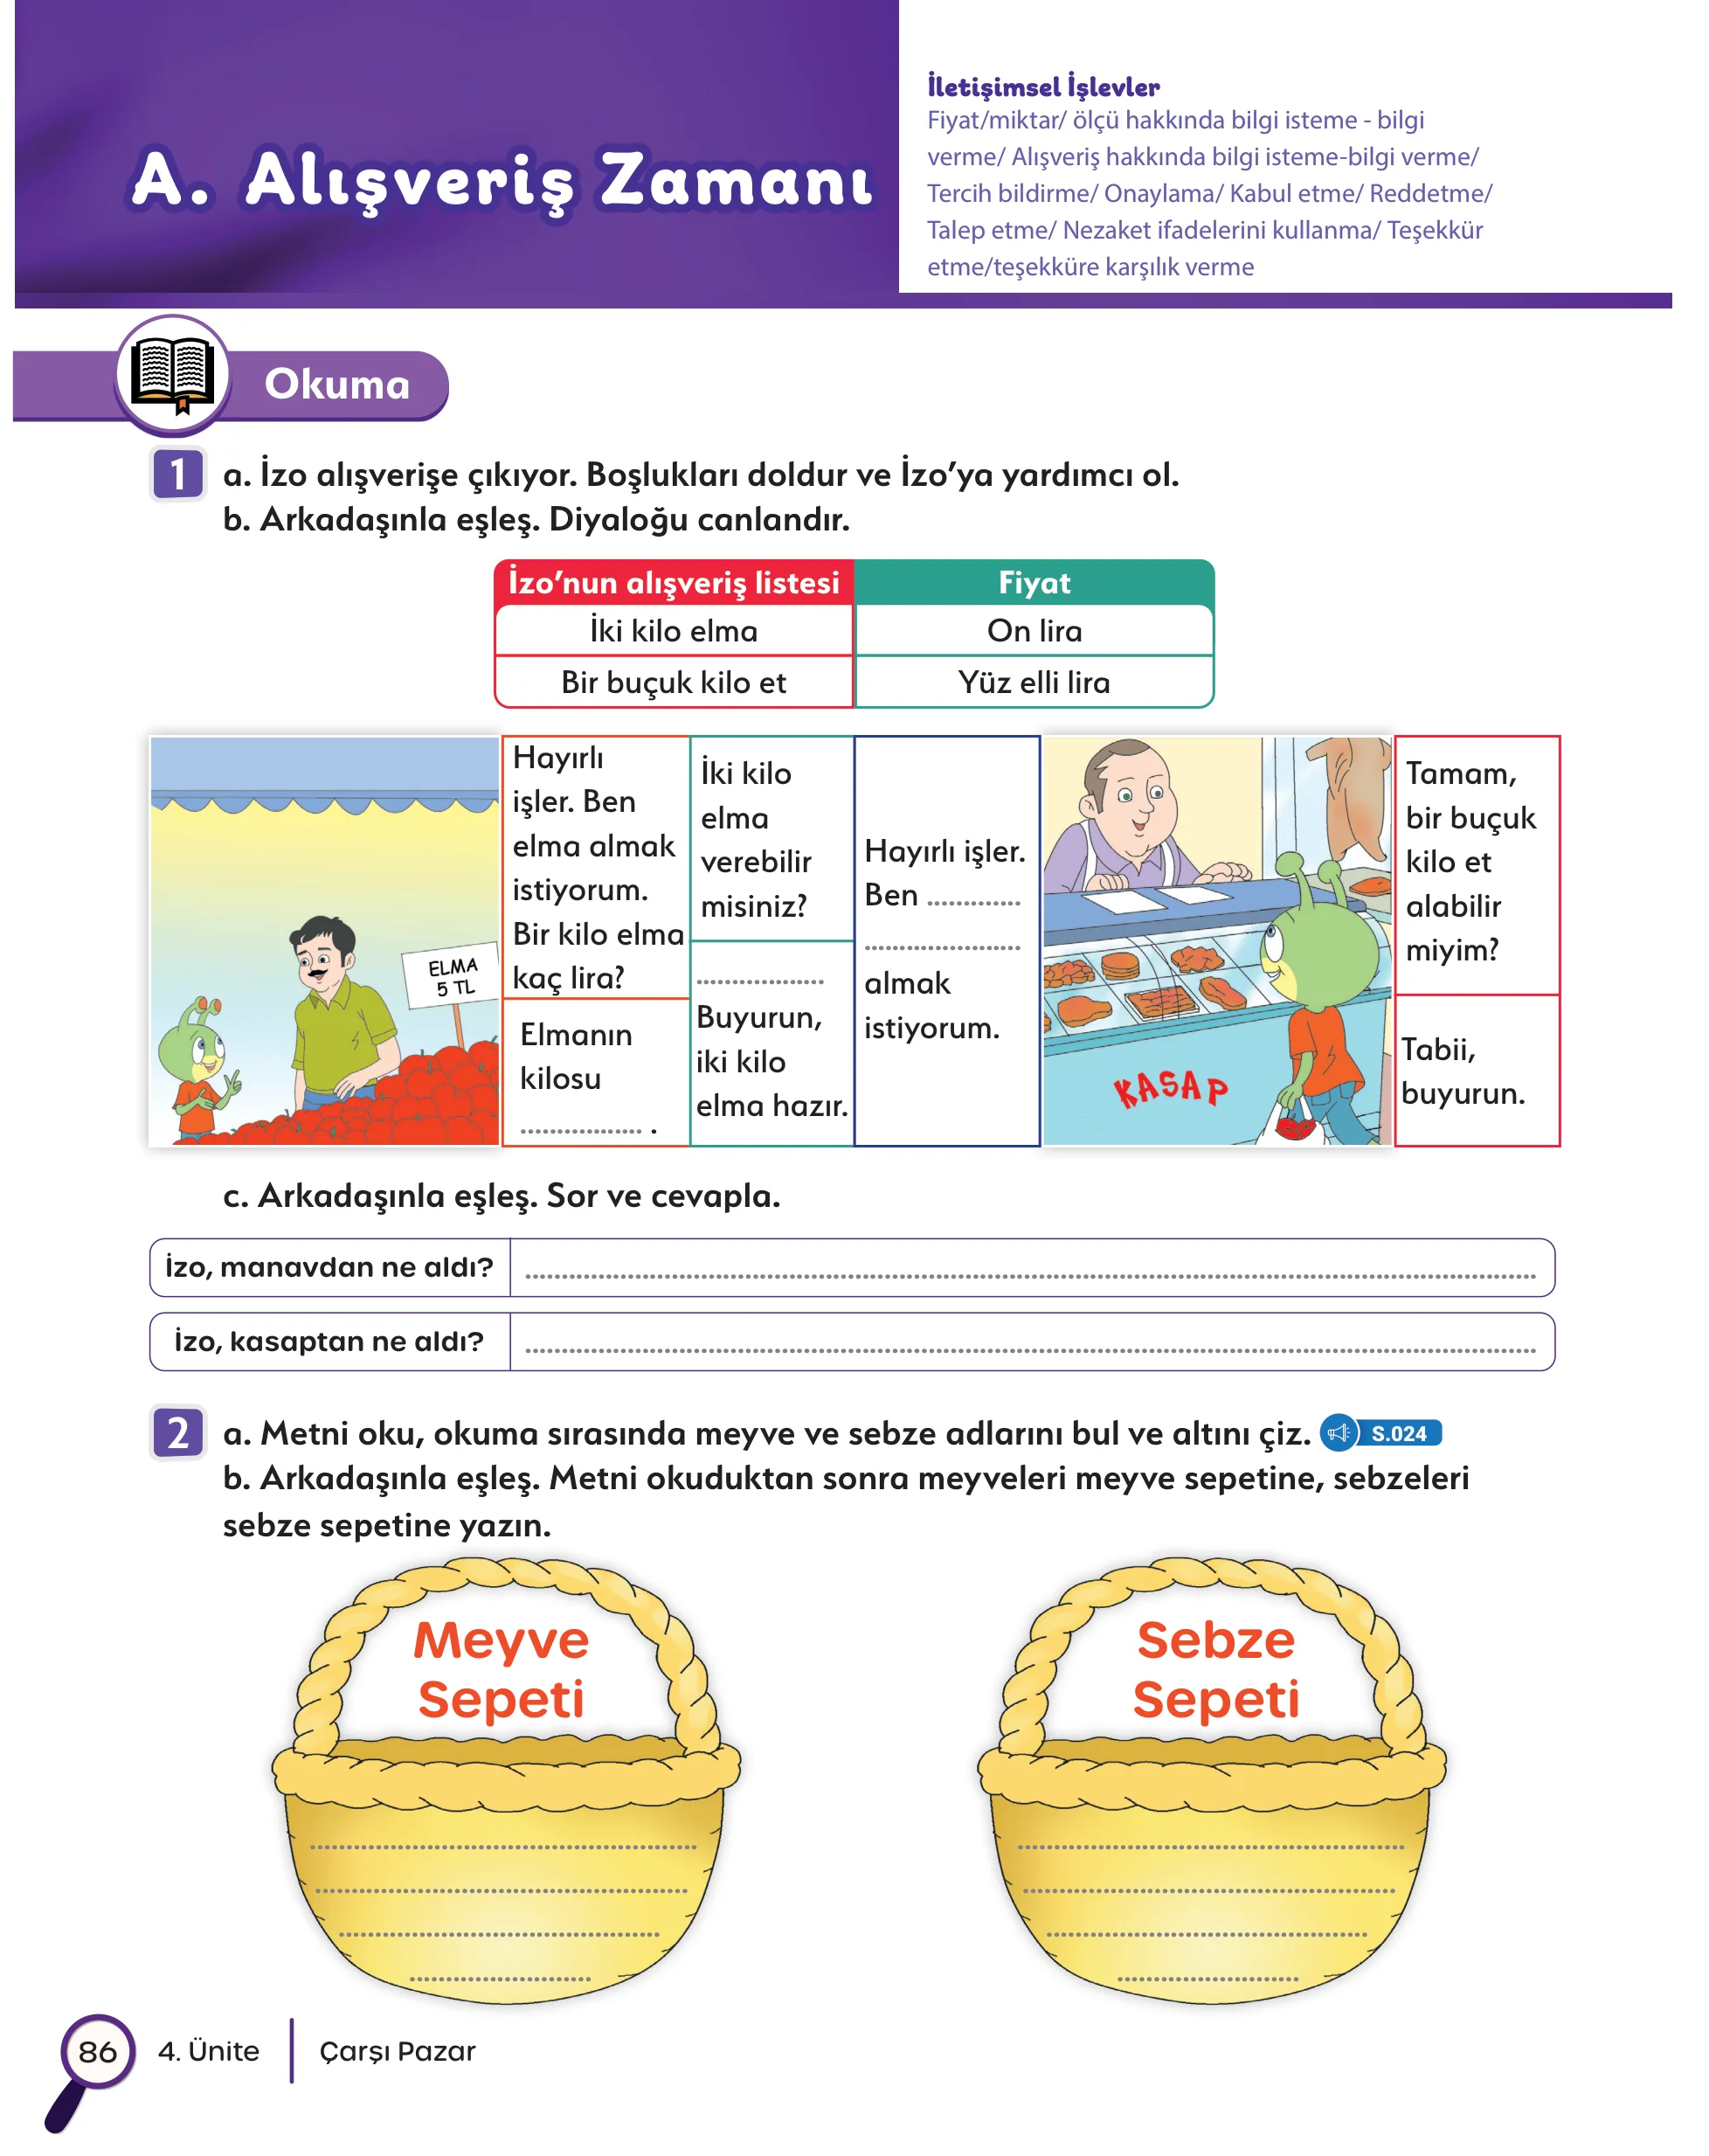 A. Alışveriş Zamanı
İletişimsel İşlevler
Fiyat/miktar/ ölçü hakkında bilgi isteme - bilgi
verme/ Alışveriş hakkında bilgi isteme-bilgi verme/
Tercih bildirme/ Onaylama/ Kabul etme/ Reddetme/
Talep etme/ Nezaket ifadelerini kullanma/ Teşekkür
etme/teşekküre karşılık verme
Okuma
1 a. İzo alışverişe çıkıyor. Boşlukları doldur ve İzo’ya yardımcı ol.
b. Arkadaşınla eşleş. Diyaloğu canlandır.
İzo’nun alışveriş listesi Fiyat
İki kilo elma On lira
Bir buçuk kilo et Yüz elli lira
ELMA
5 TL
Hayırlı
işler. Ben
elma almak
istiyorum.
Bir kilo elma
kaç lira?
Elmanın
kilosu
................. .
İki kilo
elma
verebilir
misiniz?
..................
Buyurun,
iki kilo
elma hazır.
Hayırlı işler.
Ben .............
......................
almak
istiyorum.
KASAP
Tamam,
bir buçuk
kilo et
alabilir
miyim?
Tabii,
buyurun.
c. Arkadaşınla eşleş. Sor ve cevapla.
İzo, manavdan ne aldı?
İzo, kasaptan ne aldı?
2 a. Metni oku, okuma sırasında meyve ve sebze adlarını bul ve altını çiz. S.024
b. Arkadaşınla eşleş. Metni okuduktan sonra meyveleri meyve sepetine, sebzeleri
sebze sepetine yazın.
Meyve
Sepeti
Sebze
Sepeti
86 4. Ünite Çarşı Pazar